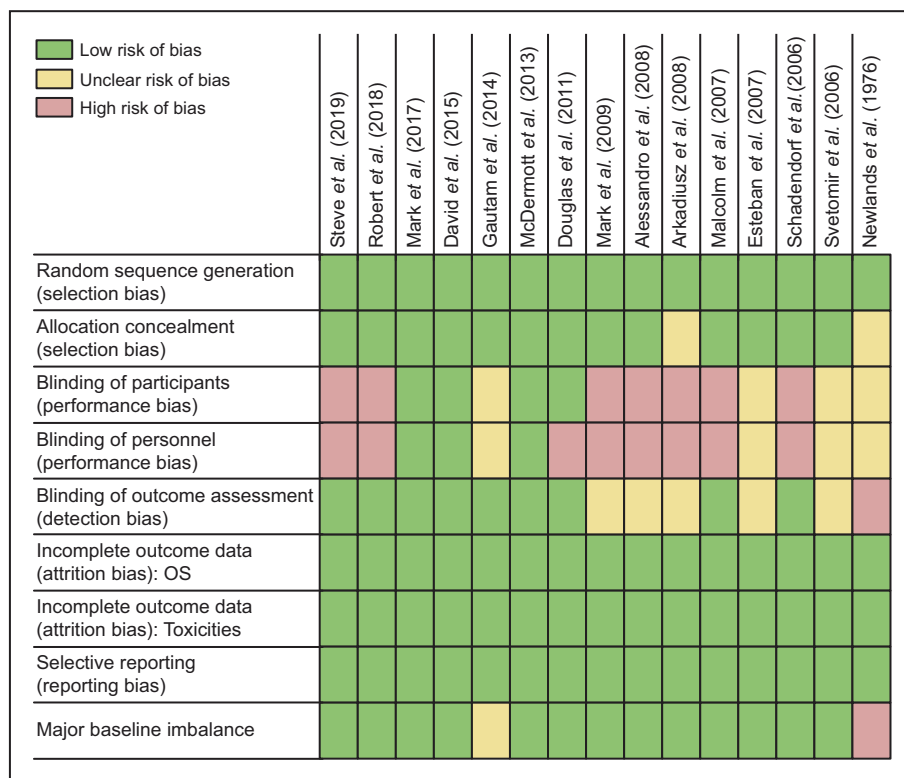 Low risk of bias
Unclear risk of bias
High risk of bias
Steve et al. (2019)
Robert et al. (2018)
Mark et al. (2017)
David et al. (2015)
Gautam et al. (2014)
McDermott et al. (2013)
Douglas et al. (2011)
Mark et al. (2009)
Alessandro et al. (2008)
Arkadiusz et al. (2008)
Malcolm et al. (2007)
Esteban et al. (2007)
Schadendorf et al.(2006)
Svetomir et al. (2006)
Newlands et al. (1976)
Random sequence generation
(selection bias)
Allocation concealment
(selection bias)
Blinding of participants
(performance bias)
Blinding of personnel
(performance bias)
Blinding of outcome assessment
(detection bias)
Incomplete outcome data
(attrition bias): OS
Incomplete outcome data
(attrition bias): Toxicities
Selective reporting
(reporting bias)
Major baseline imbalance